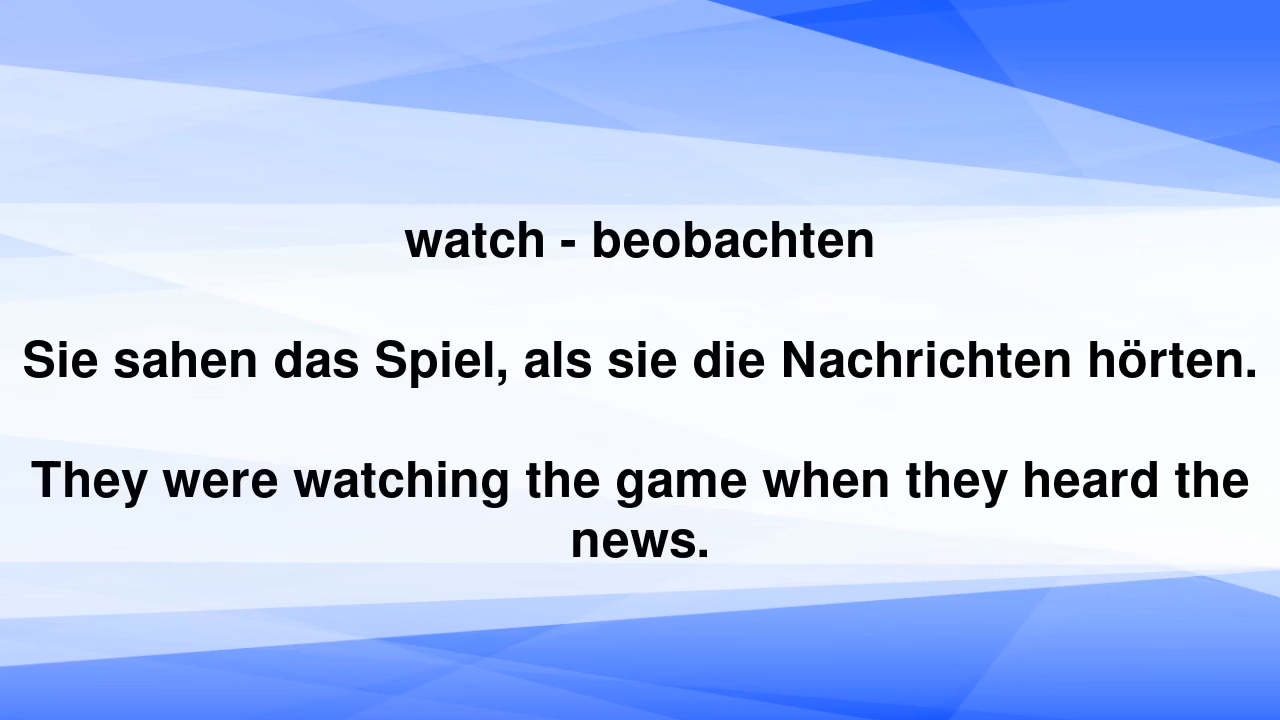 watch - beobachten
Sie sahen das Spiel, als sie die Nachrichten hörten.
They were watching the game when they heard the
news.